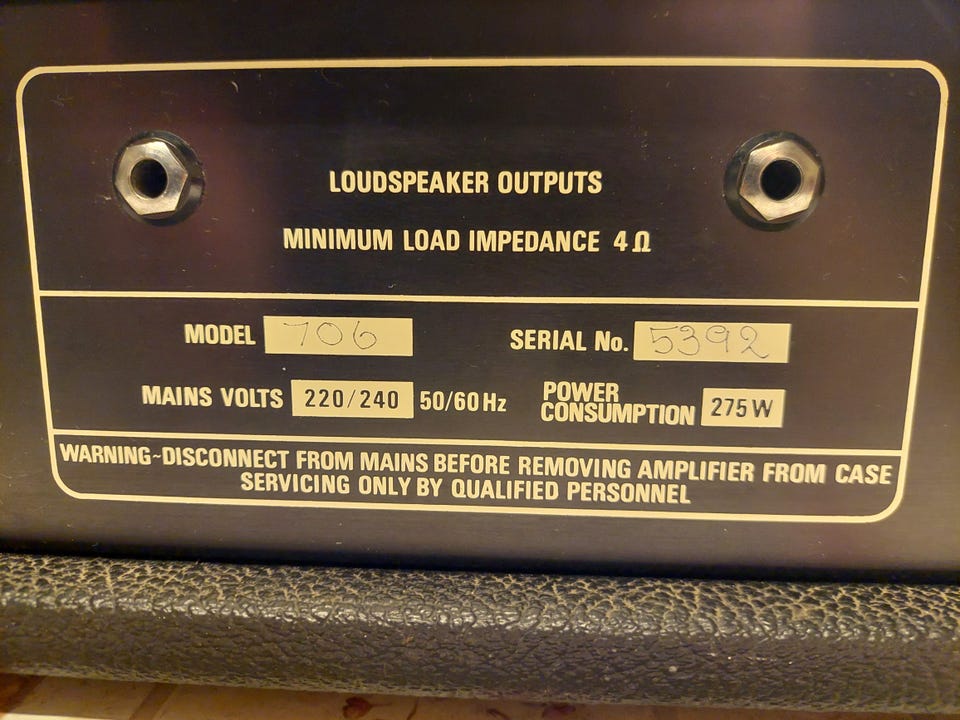 LOUDSPEAKER OUTPUTS
MINIMUM LOAD IMPEDANCE 4Ω
MODEL 706 SERIAL No. 5392
MAINS VOLTS 220/240 50/60Hz POWER CONSUMPTION 275W
WARNING~DISCONNECT FROM MAINS BEFORE REMOVING AMPLIFIER FROM CASE
SERVICING ONLY BY QUALIFIED PERSONNEL